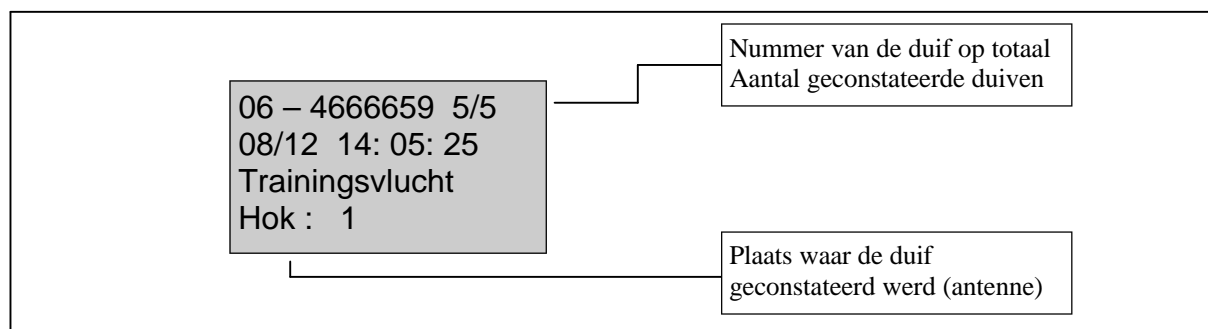 Nummer van de duif op totaal
Aantal geconstateerde duiven
06 – 4666659 5/5
08/12 14: 05: 25
Trainingsvlucht
Hok : 1
Plaats waar de duif
geconstateerd werd (antenne)